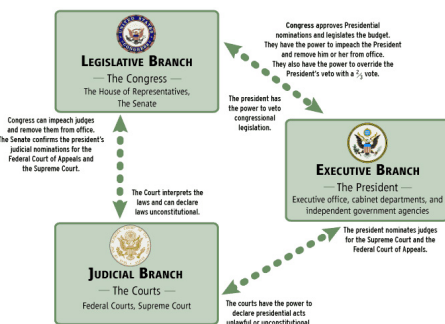 Congress approves Presidential
nominations and legislates the budget.
They have the power to impeach the President
and remove him or her from office.
They also have the power to override the
President's veto with a ⅔ vote.
LEGISLATIVE BRANCH
— The Congress —
The House of Representatives,
The Senate
The president has
the power to veto
congressional
legislation.
Congress can impeach judges
and remove them from office.
The Senate confirms the president's
judicial nominations for the
Federal Court of Appeals and
the Supreme Court.
EXECUTIVE BRANCH
— The President —
Executive office, cabinet departments, and
independent government agencies
The Court interprets the
laws and can declare
laws unconstitutional.
The president nominates judges
for the Supreme Court and the
Federal Court of Appeals.
JUDICIAL BRANCH
— The Courts —
Federal Courts, Supreme Court
The courts have the power to
declare presidential acts
unlawful or unconstitutional.